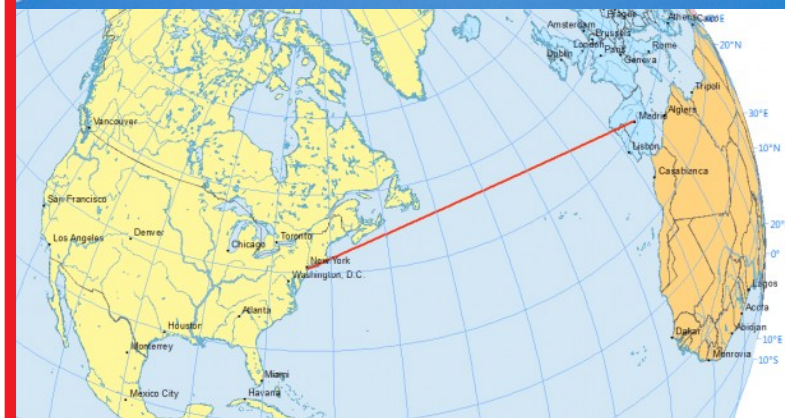 Prague
Athens
Cairo
Amsterdam
Brussels
London
Paris
Rome
20°N
Dublin
Geneva
Tripoli
Madrid
Algiers
30°E
Vancouver
Lisbon
10°N
Casablanca
San Francisco
Los Angeles
Denver
Toronto
Chicago
20°
0°
New York
Washington, D.C.
Lagos
Atlanta
Accra
Houston
Dakar
Abidjan
Monterrey
10°E
Monrovia
10°S
Miami
Mexico City
Havana